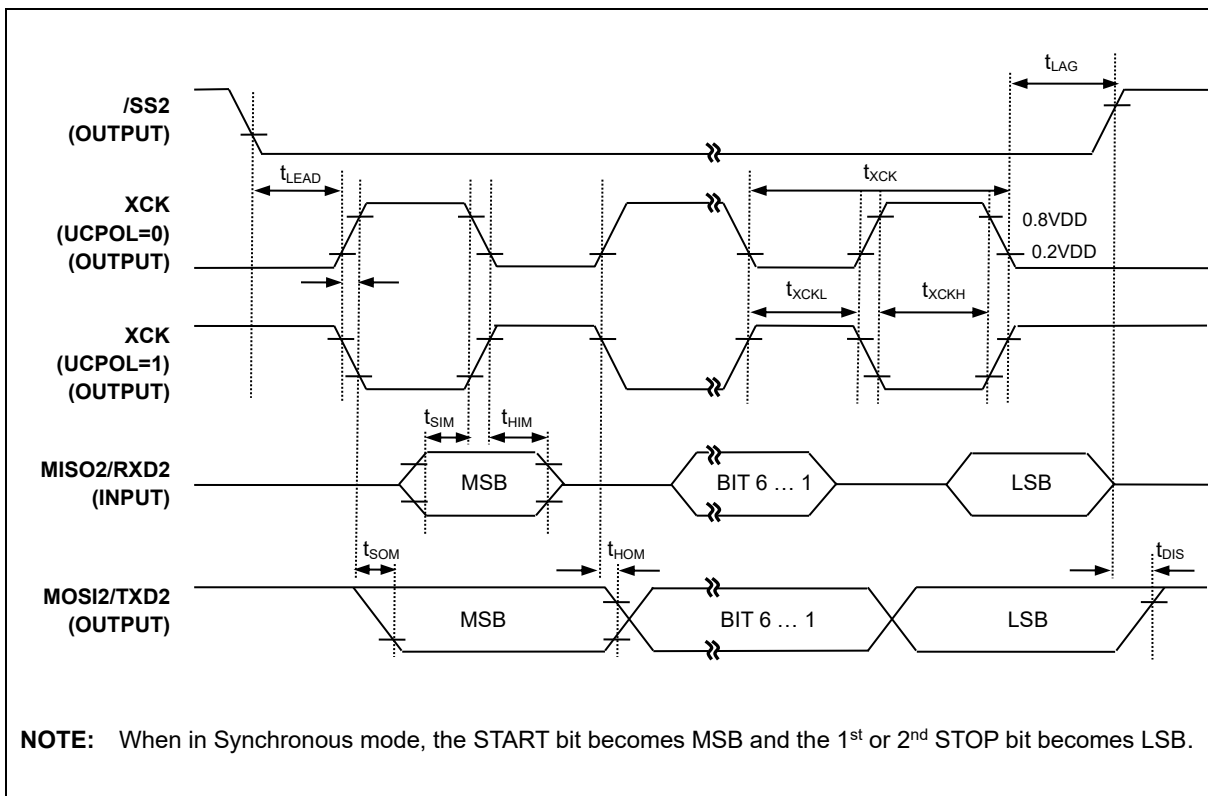 tLAG
/SS2
(OUTPUT)
tLEAD
tXCK
XCK
(UCPOL=0)
(OUTPUT)
0.8VDD
0.2VDD
tXCKL
tXCKH
XCK
(UCPOL=1)
(OUTPUT)
tSIM
tHIM
MISO2/RXD2
(INPUT)
MSB
BIT 6 … 1
LSB
tSOM
tHOM
tDIS
MOSI2/TXD2
(OUTPUT)
MSB
BIT 6 … 1
LSB
NOTE: When in Synchronous mode, the START bit becomes MSB and the 1st or 2nd STOP bit becomes LSB.